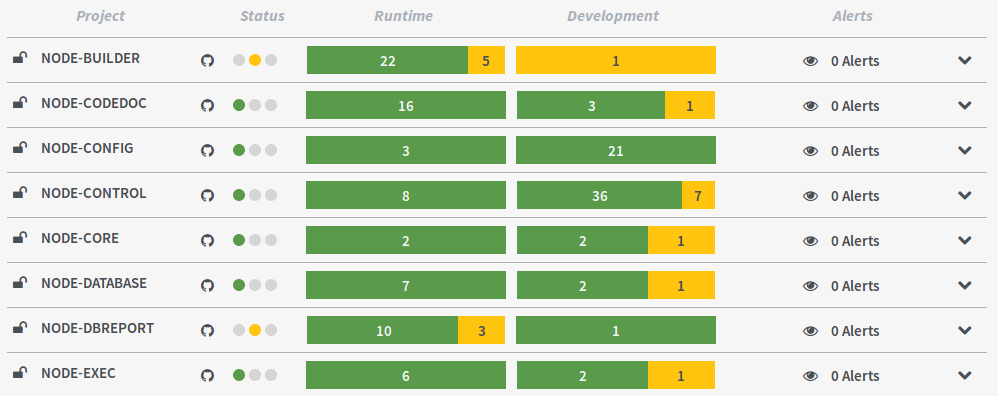 Project Status Runtime Development Alerts
NODE-BUILDER 22 5 1 0 Alerts
NODE-CODEDOC 16 3 1 0 Alerts
NODE-CONFIG 3 21 0 Alerts
NODE-CONTROL 8 36 7 0 Alerts
NODE-CORE 2 2 1 0 Alerts
NODE-DATABASE 7 2 1 0 Alerts
NODE-DBREPORT 10 3 1 0 Alerts
NODE-EXEC 6 2 1 0 Alerts